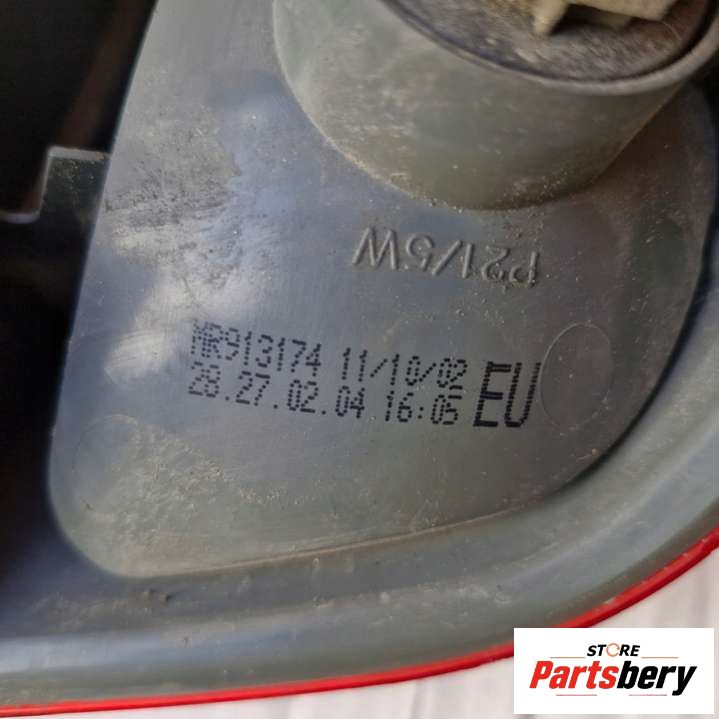 P21/5W
MR913174 11/10/02
28.27.02.04 16:05 EU
STORE
Partsbery